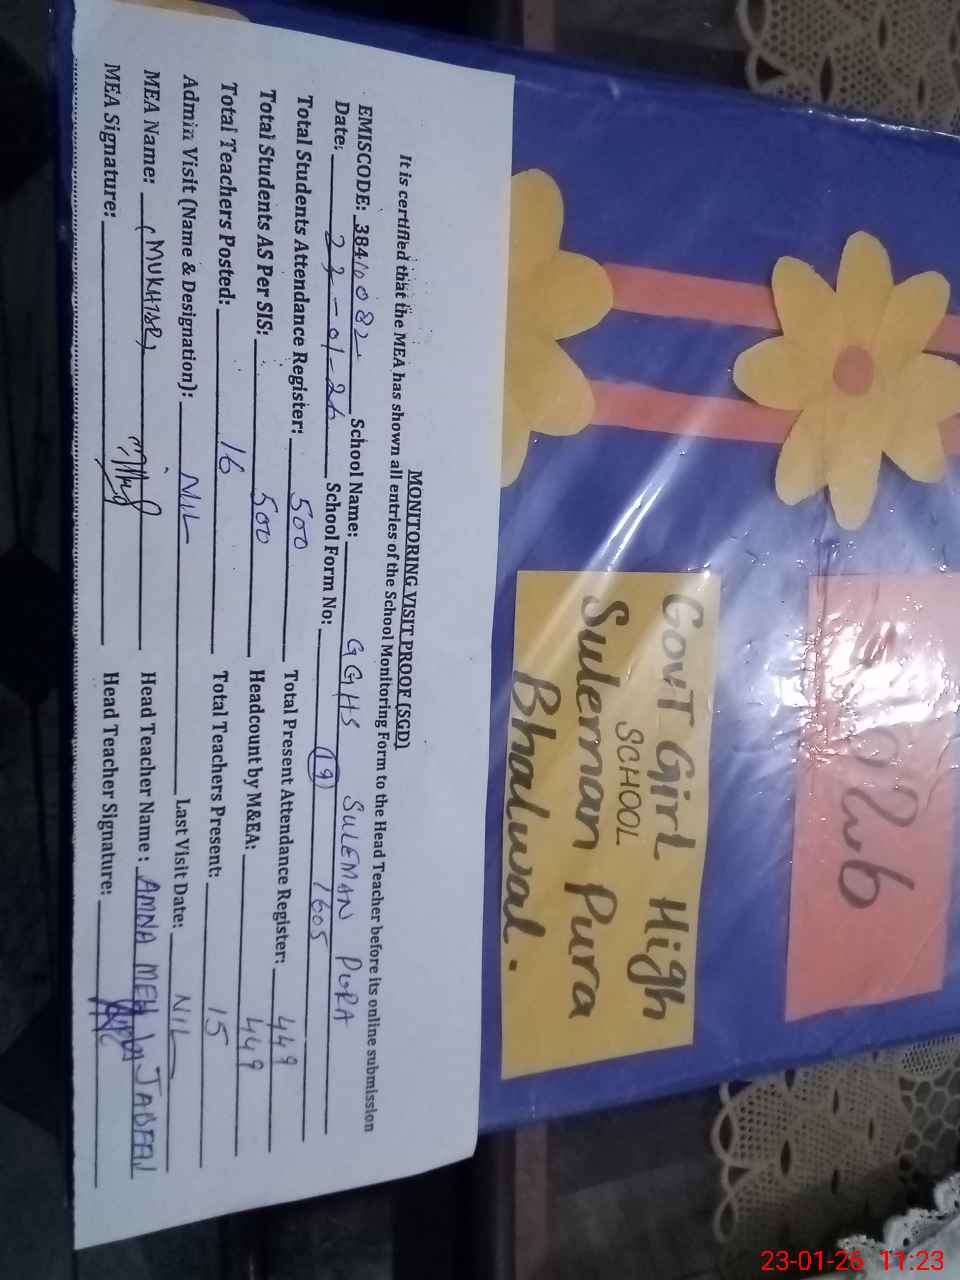 MONITORING VISIT PROOF (SGD)
It is certified that the MEA has shown all entries of the School Monitoring Form to the Head Teacher before its online submission
EMISCODE: 38410082 School Name: GGHS SULEMAN PURA
Date: 22-01-26 School Form No: (19) 1605
Total Students Attendance Register: 500 Total Present Attendance Register: 449
Total Students AS Per SIS: 500 Headcount by M&EA: 449
Total Teachers Posted: 16 Total Teachers Present: 15
Admin Visit (Name & Designation): NIL Last Visit Date: NIL
MEA Name: (MUKHTAR) Head Teacher Name: AMNA JABEEN
MEA Signature: Head Teacher Signature:
GovT Girl High
SCHOOL
Suleman Pura
Bhalwal.
23-01-26 11:23